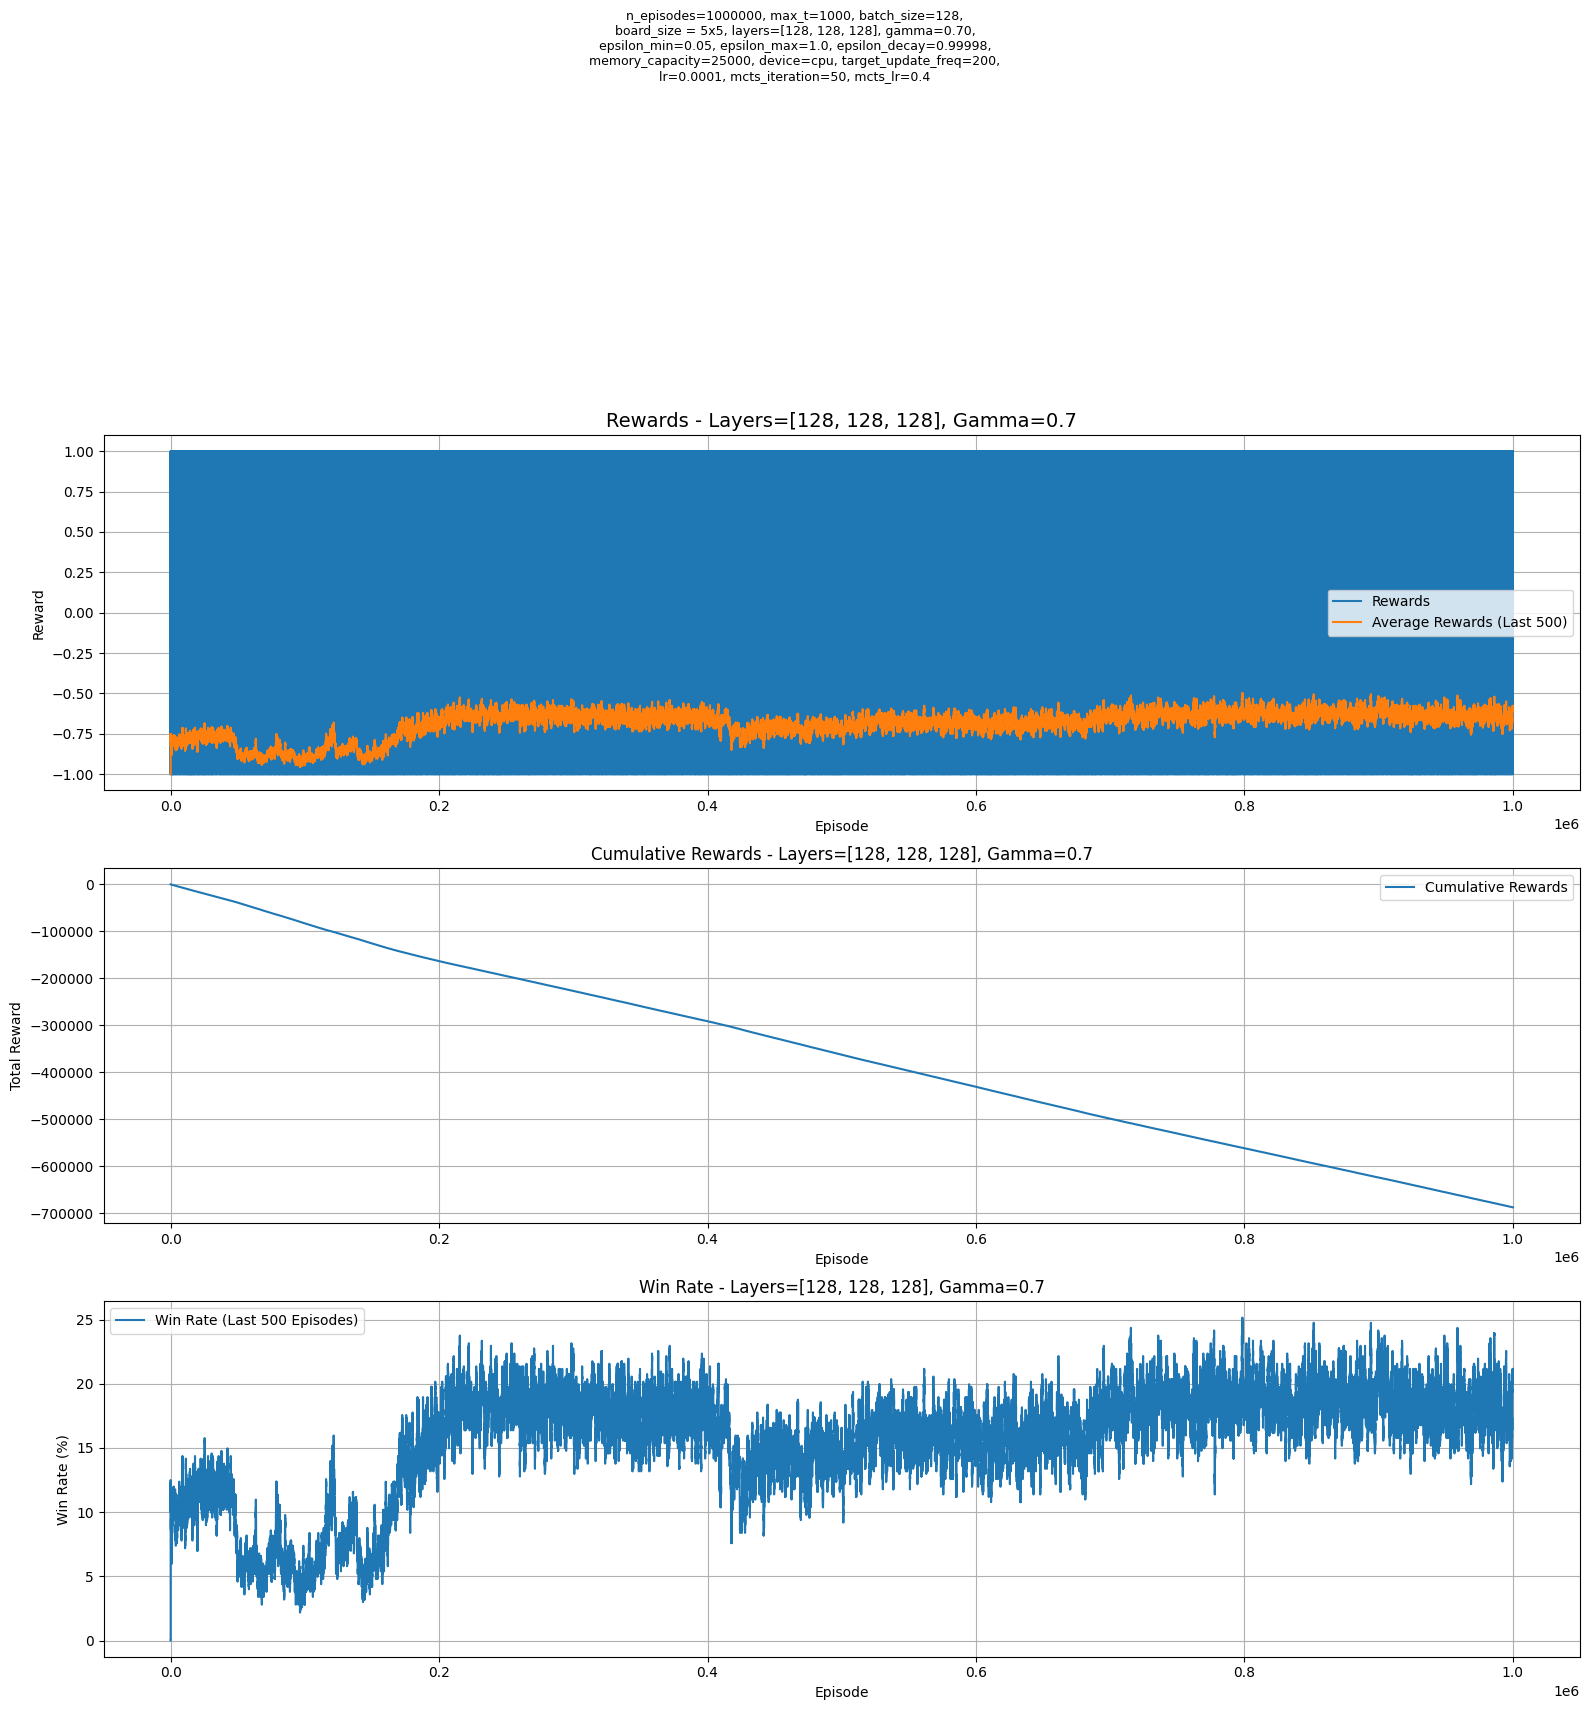 n_episodes=1000000, max_t=1000, batch_size=128,
board_size = 5x5, layers=[128, 128, 128], gamma=0.70,
epsilon_min=0.05, epsilon_max=1.0, epsilon_decay=0.99998,
memory_capacity=25000, device=cpu, target_update_freq=200,
lr=0.0001, mcts_iteration=50, mcts_lr=0.4
Rewards - Layers=[128, 128, 128], Gamma=0.7
1.00
0.75
0.50
0.25
0.00
−0.25
−0.50
−0.75
−1.00
Reward
Rewards
Average Rewards (Last 500)
0.0
0.2
0.4
0.6
0.8
1.0
1e6
Episode
Cumulative Rewards - Layers=[128, 128, 128], Gamma=0.7
0
−100000
−200000
−300000
−400000
−500000
−600000
−700000
Total Reward
Cumulative Rewards
0.0
0.2
0.4
0.6
0.8
1.0
1e6
Episode
Win Rate - Layers=[128, 128, 128], Gamma=0.7
25
20
15
10
5
0
Win Rate (%)
Win Rate (Last 500 Episodes)
0.0
0.2
0.4
0.6
0.8
1.0
1e6
Episode